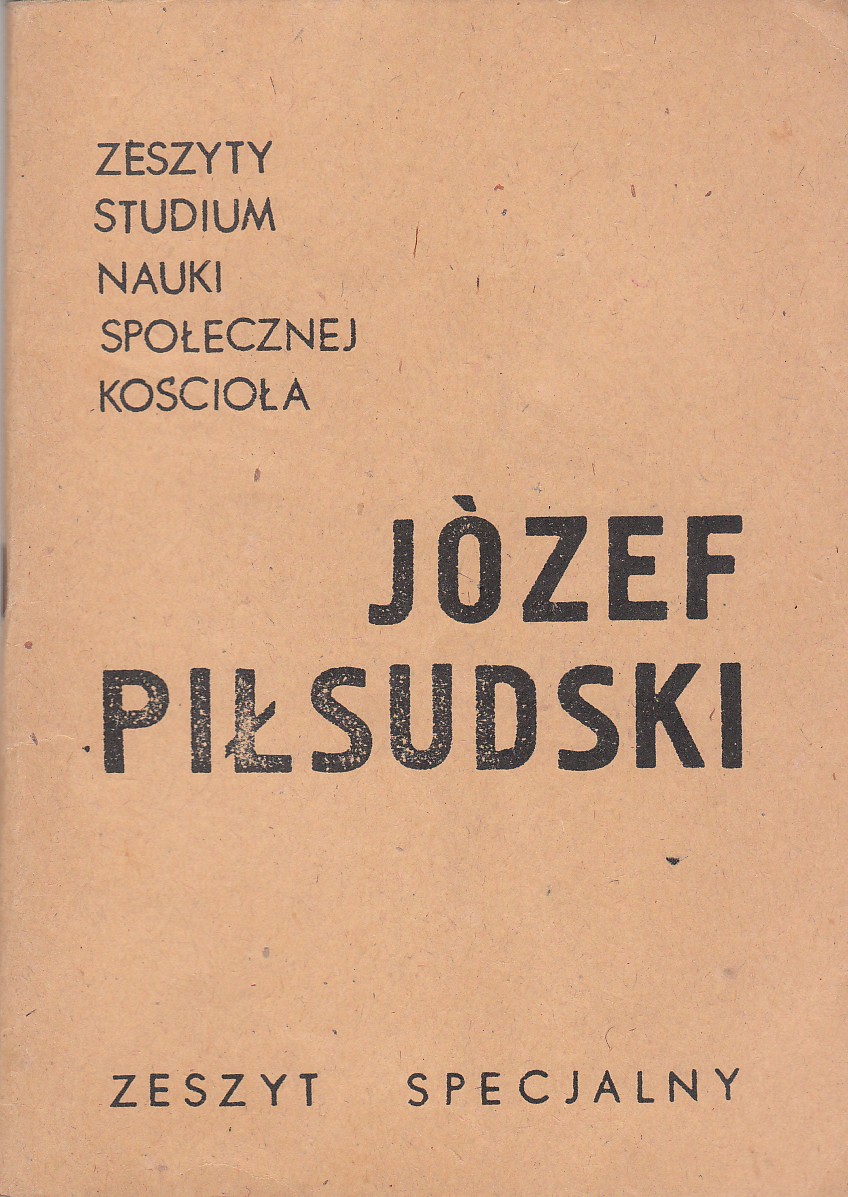 ZESZYTY
STUDIUM
NAUKI
SPOŁECZNEJ
KOSCIOŁA
JÒZEF
PIŁSUDSKI
ZESZYT SPECJALNY